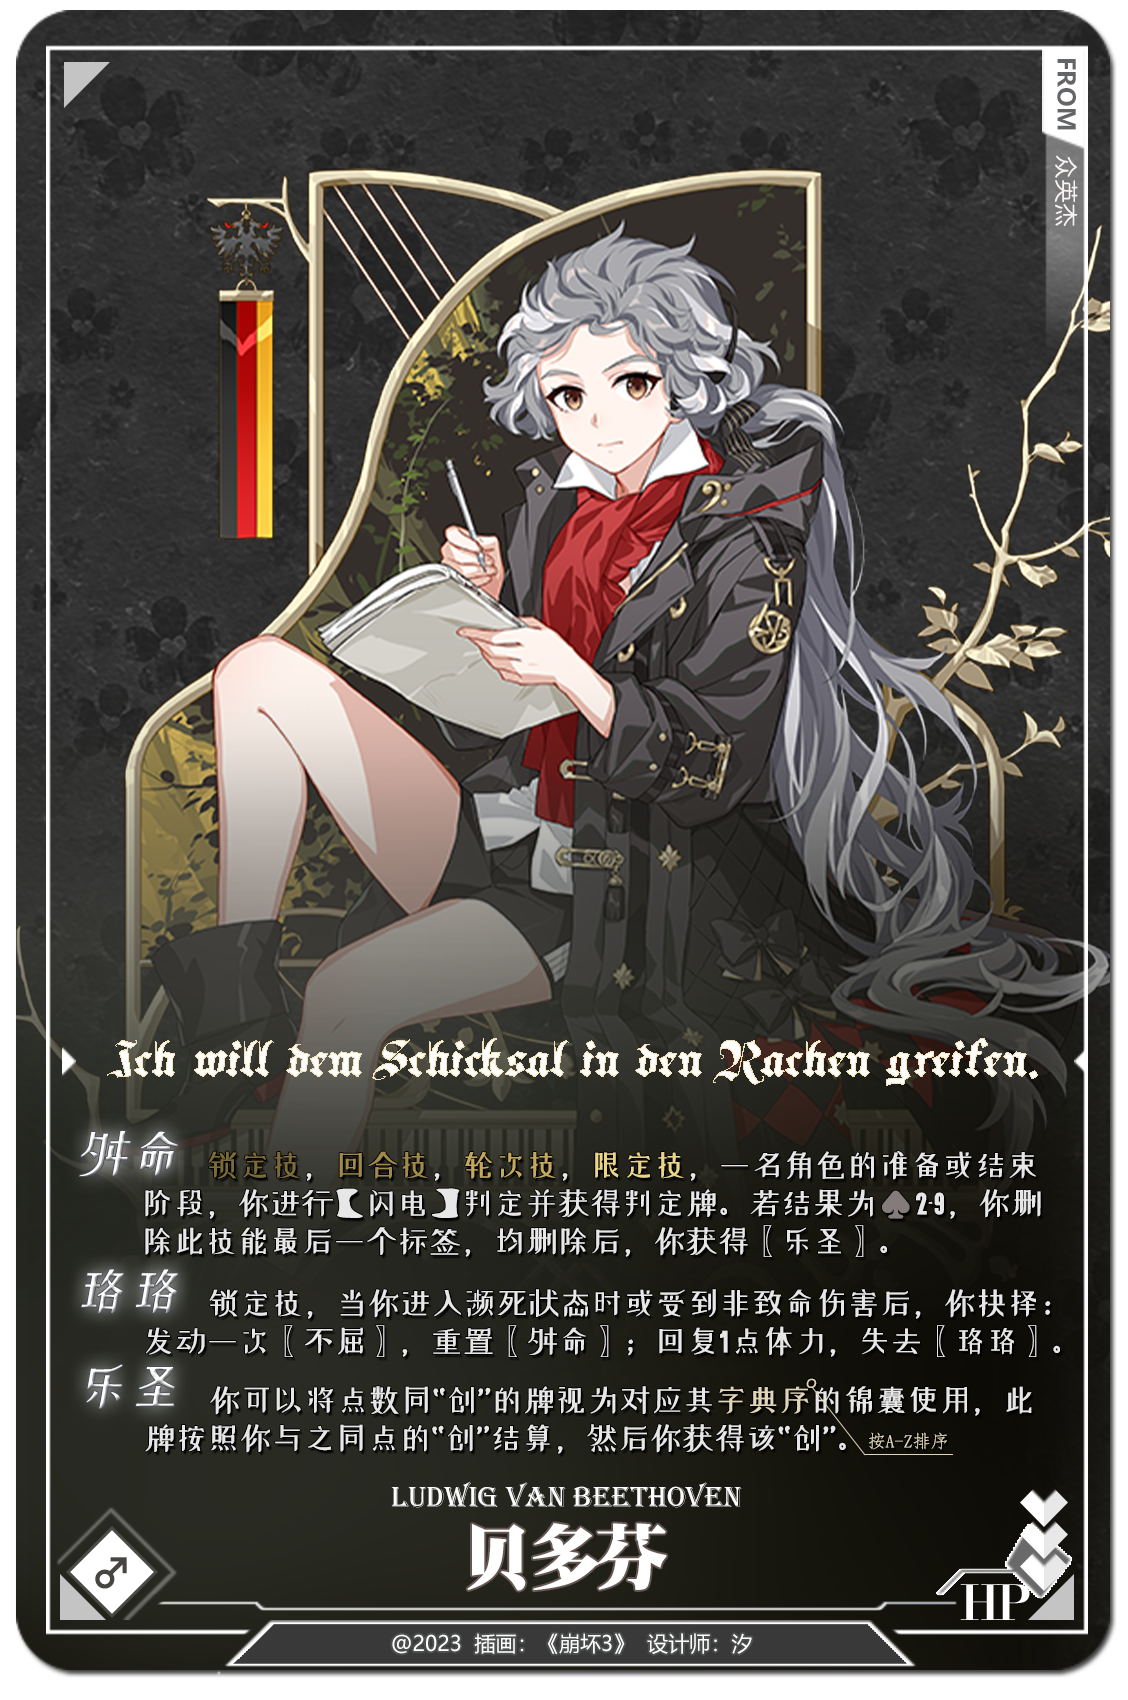 FROM
众英杰
Ich will dem Schicksal in den Rachen greifen.
舛命 锁定技，回合技，轮次技，限定技，一名角色的准备或结束
阶段，你进行【闪电】判定并获得判定牌。若结果为♠2-9，你删
除此技能最后一个标签，均删除后，你获得〖乐圣〗。
珞珞 锁定技，当你进入濒死状态时或受到非致命伤害后，你抉择：
发动一次〖不屈〗，重置〖舛命〗；回复1点体力，失去〖珞珞〗。
乐圣 你可以将点数同“创”的牌视为对应其字典序的锦囊使用，此
牌按照你与之同点的“创”结算，然后你获得该“创”。
按A-Z排序
LUDWIG VAN BEETHOVEN
贝多芬
HP
@2023 插画：《崩坏3》 设计师：汐